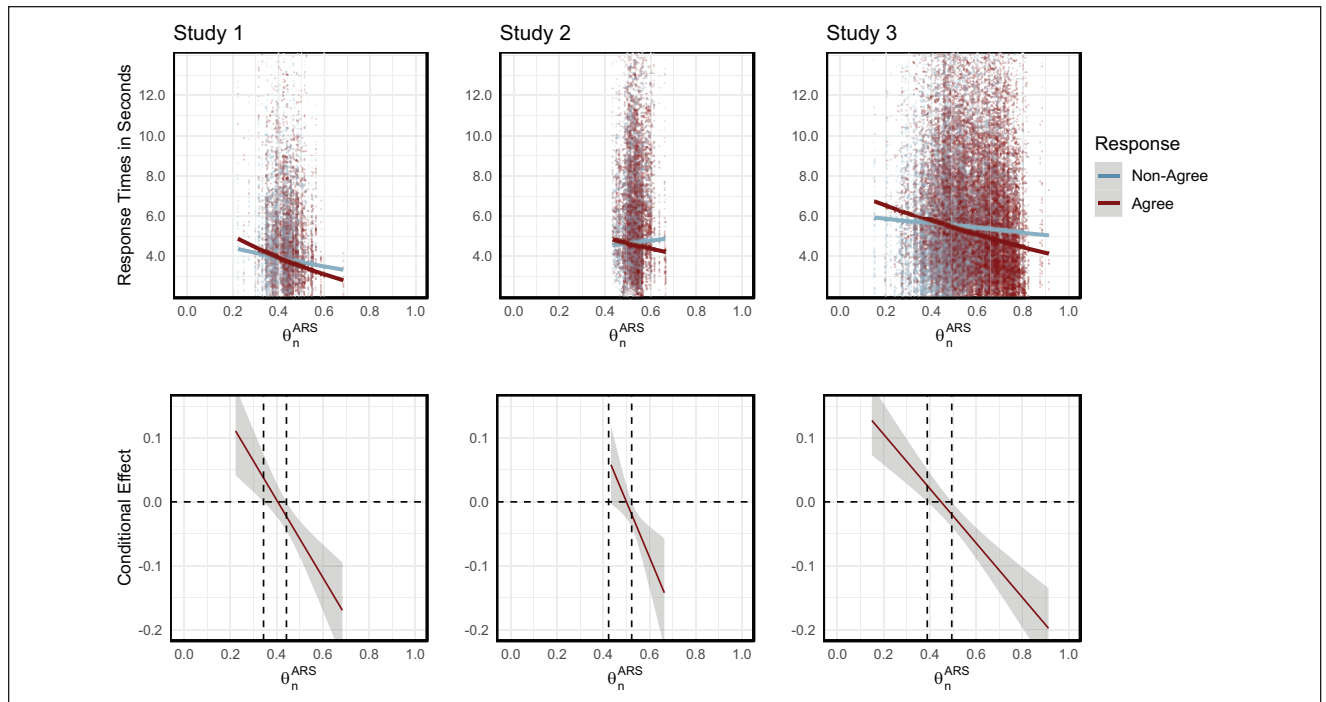 Study 1
Study 2
Study 3
Response Times in Seconds
12.0
10.0
8.0
6.0
4.0
0.0 0.2 0.4 0.6 0.8 1.0
θ_n^ARS
12.0
10.0
8.0
6.0
4.0
0.0 0.2 0.4 0.6 0.8 1.0
θ_n^ARS
12.0
10.0
8.0
6.0
4.0
0.0 0.2 0.4 0.6 0.8 1.0
θ_n^ARS
Response
Non-Agree
Agree
Conditional Effect
0.1
0.0
-0.1
-0.2
0.0 0.2 0.4 0.6 0.8 1.0
θ_n^ARS
0.1
0.0
-0.1
-0.2
0.0 0.2 0.4 0.6 0.8 1.0
θ_n^ARS
0.1
0.0
-0.1
-0.2
0.0 0.2 0.4 0.6 0.8 1.0
θ_n^ARS